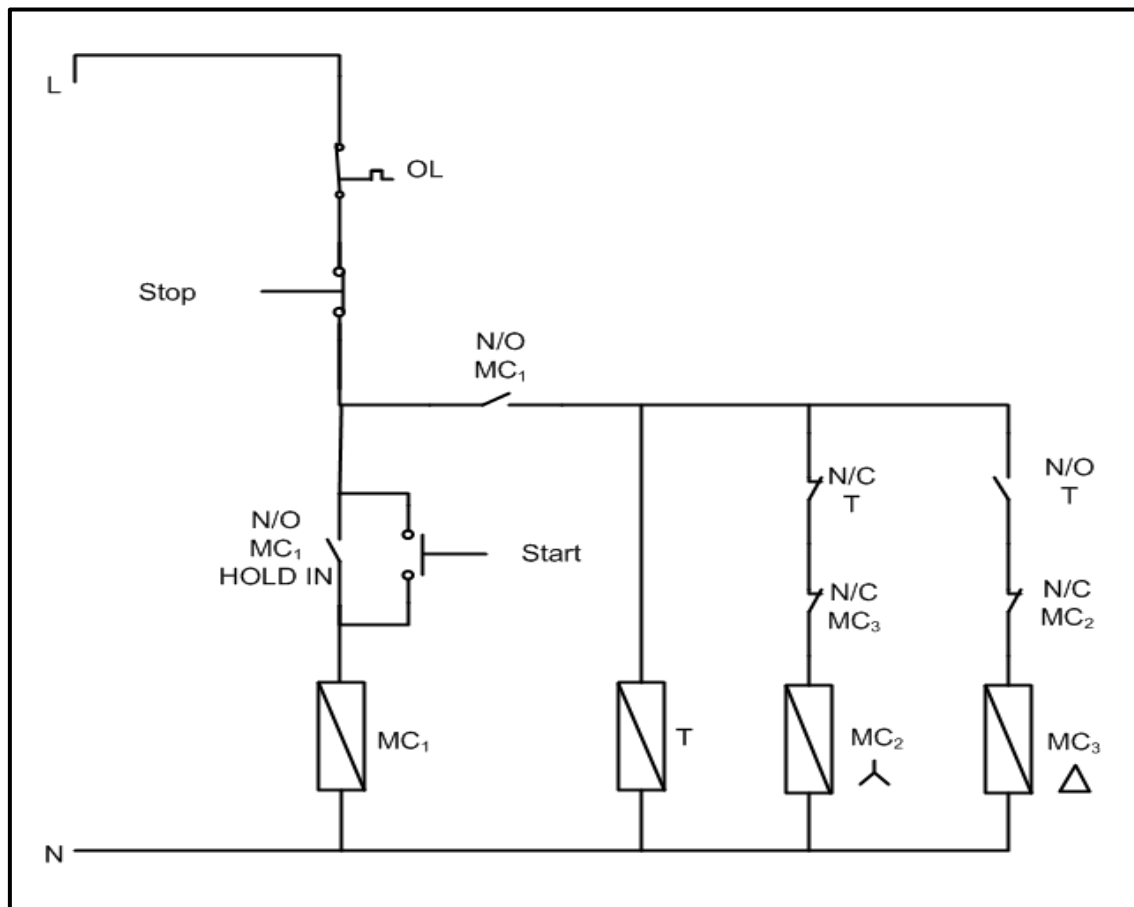 L
OL
Stop
N/O
MC₁
N/C
T
N/O
T
N/O
MC₁
HOLD IN
Start
N/C
MC₃
N/C
MC₂
MC₁
T
MC₂
MC₃
N